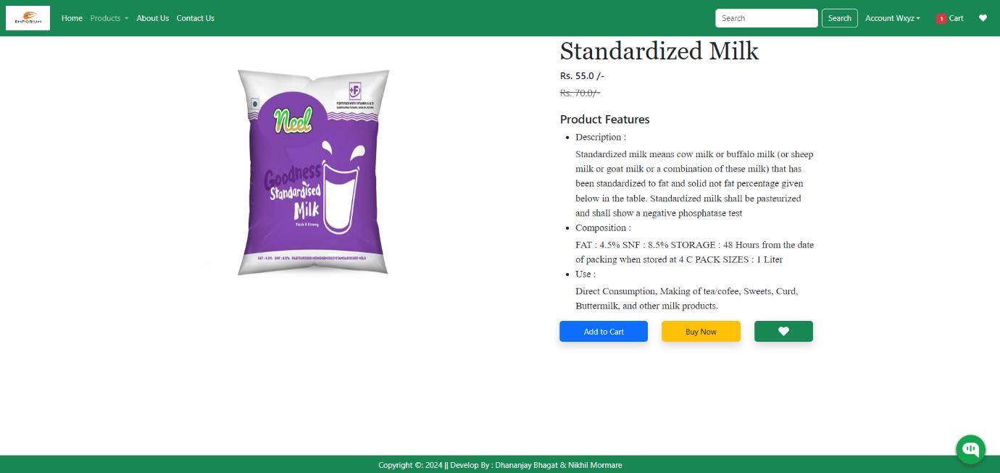 EMPORIUM
Home Products About Us Contact Us
Search Search Account Wxyz 1 Cart
Standardized Milk
Rs. 55.0 /-
Rs. 70.0/-
+F
FORTIFIED WITH VITAMIN A & D
Neel
Goodness
Standardised
Milk
Thick & Strong
FAT : 4.5% SNF : 8.5% PASTEURISED HOMOGENISED STANDARDISED MILK
Product Features
Description :
Standardized milk means cow milk or buffalo milk (or sheep
milk or goat milk or a combination of these milk) that has
been standardized to fat and solid not fat percentage given
below in the table. Standardized milk shall be pasteurized
and shall show a negative phosphatase test
Composition :
FAT : 4.5% SNF : 8.5% STORAGE : 48 Hours from the date
of packing when stored at 4 C PACK SIZES : 1 Liter
Use :
Direct Consumption, Making of tea/cofee, Sweets, Curd,
Buttermilk, and other milk products.
Add to Cart Buy Now
Copyright ©: 2024 || Develop By : Dhananjay Bhagat & Nikhil Mormare